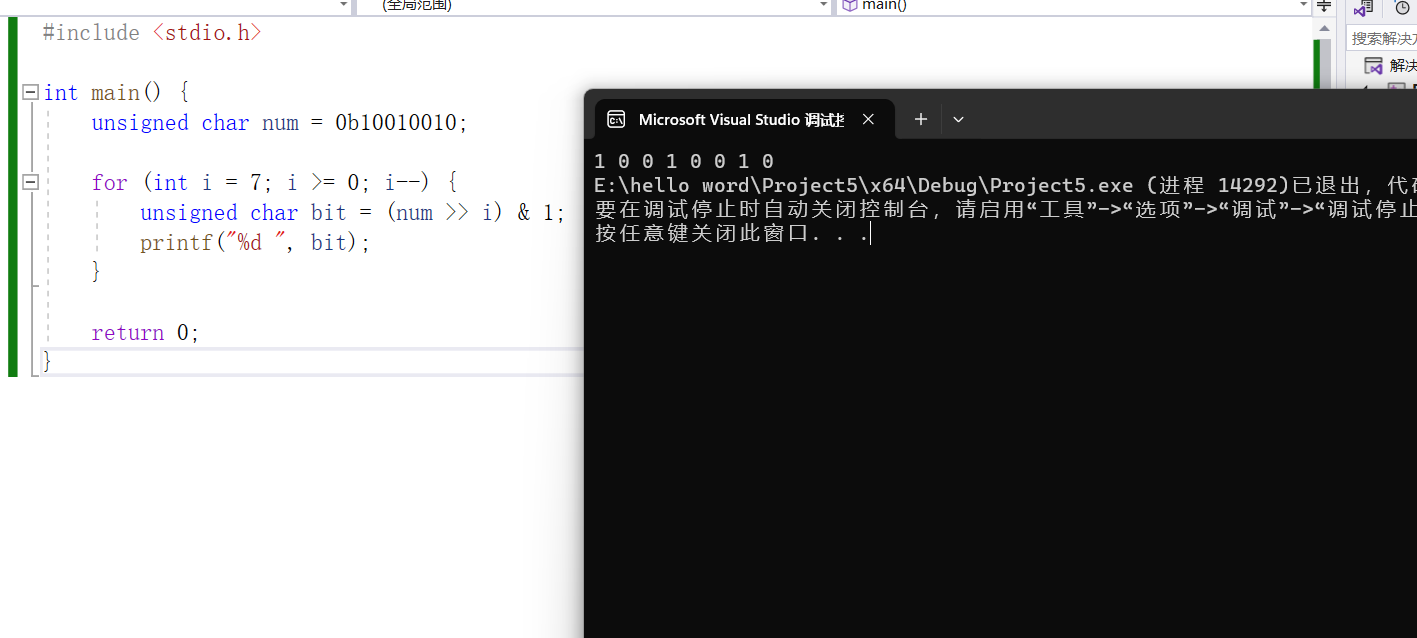 (全局范围)
main()
#include <stdio.h>
int main() {
unsigned char num = 0b10010010;
for (int i = 7; i >= 0; i--) {
unsigned char bit = (num >> i) & 1;
printf("%d ", bit);
}
return 0;
}
搜索解决
解决
Microsoft Visual Studio 调试
1 0 0 1 0 0 1 0
E:\hello word\Project5\x64\Debug\Project5.exe (进程 14292)已退出，代
要在调试停止时自动关闭控制台，请启用“工具”->“选项”->“调试”->“调试停止
按任意键关闭此窗口. . .